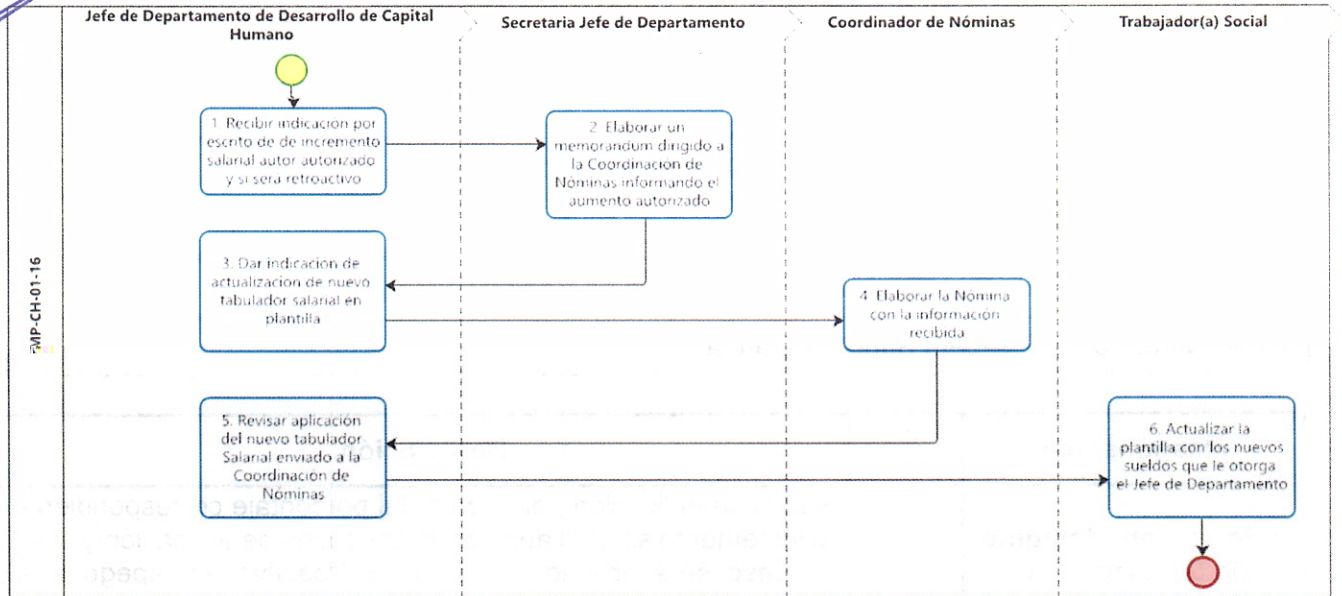 Jefe de Departamento de Desarrollo de Capital
Humano
Secretaria Jefe de Departamento
Coordinador de Nóminas
Trabajador(a) Social
MP-CH-01-16
1. Recibir indicación por
escrito de de incremento
salarial autor autorizado
y si sera retroactivo
2. Elaborar un
memorandum dirigido a
la Coordinación de
Nóminas informando el
aumento autorizado
3. Dar indicacion de
actualizacion de nuevo
tabulador salarial en
plantilla
4. Elaborar la Nómina
con la información
recibida
5. Revisar aplicación
del nuevo tabulador
Salarial enviado a la
Coordinación de
Nóminas
6. Actualizar la
plantilla con los nuevos
sueldos que le otorga
el Jefe de Departamento